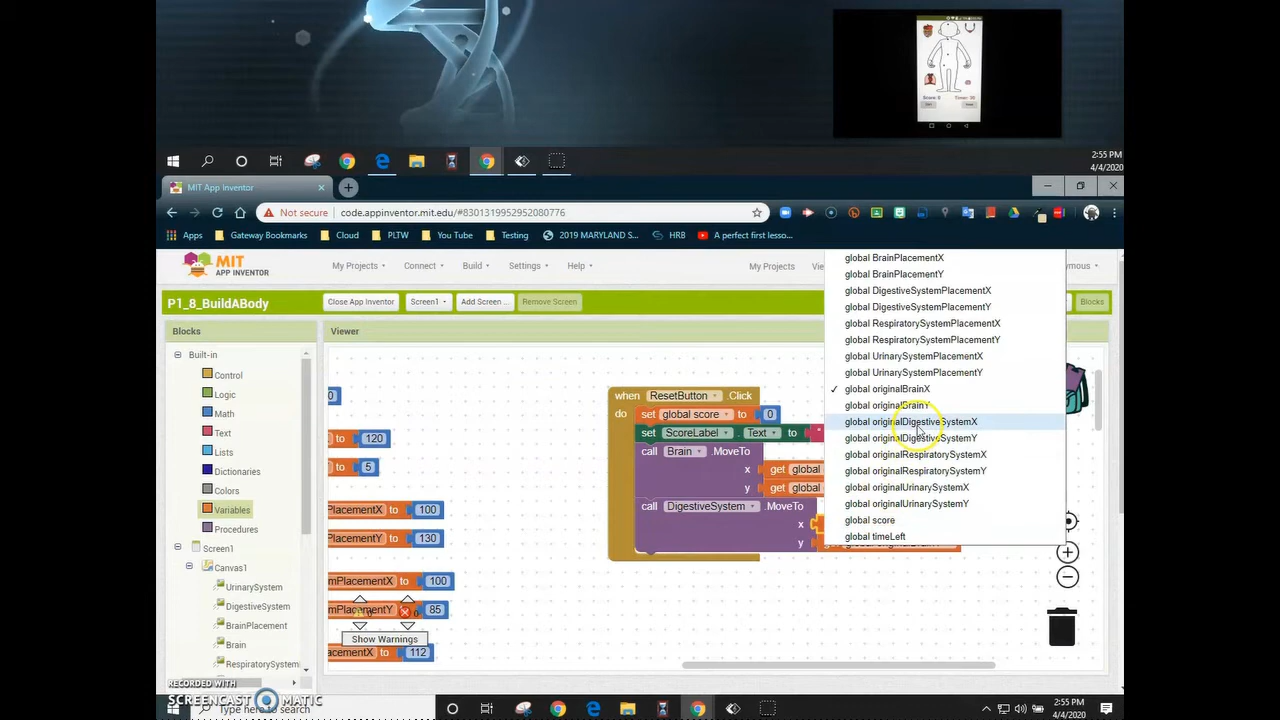 2:55 PM
4/4/2020
MIT App Inventor
Not secure
code.appinventor.mit.edu/#8301319952952080776
Apps
Gateway Bookmarks
Cloud
PLTW
You Tube
Testing
2019 MARYLAND S...
HRB
A perfect first lesso...
MIT
APP INVENTOR
My Projects
Connect
Build
Settings
Help
My Projects
P1_8_BuildABody
Close App Inventor
Screen1
Add Screen ...
Remove Screen
Blocks
Blocks
Viewer
Built-in
Control
Logic
Math
Text
Lists
Dictionaries
Colors
Variables
Procedures
Screen1
Canvas1
UrinarySystem
DigestiveSystem
BrainPlacement
Brain
RespiratorySystem
global BrainPlacementX
global BrainPlacementY
global DigestiveSystemPlacementX
global DigestiveSystemPlacementY
global RespiratorySystemPlacementX
global RespiratorySystemPlacementY
global UrinarySystemPlacementX
global UrinarySystemPlacementY
global originalBrainX
global originalBrainY
global originalDigestiveSystemX
global originalDigestiveSystemY
global originalRespiratorySystemX
global originalRespiratorySystemY
global originalUrinarySystemX
global originalUrinarySystemY
global score
global timeLeft
0
to 120
to 5
PlacementX to 100
PlacementY to 130
mPlacementX to 100
mPlacementY to 85
acementX to 112
0 0
Show Warnings
when ResetButton .Click
do set global score to 0
set ScoreLabel . Text to "
call Brain .MoveTo
x get global
y get global
call DigestiveSystem .MoveTo
x
y
RECORDED WITH
SCREENCAST MATIC
Type here to search
2:55 PM
4/4/2020